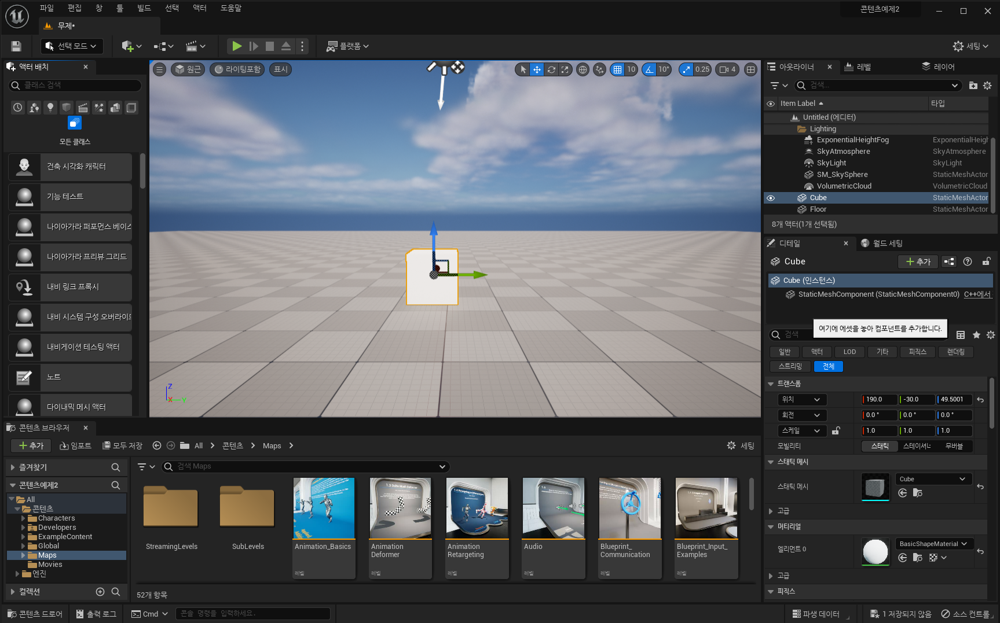 파일 편집 창 툴 빌드 선택 액터 도움말
콘텐츠예제2
무제*
선택 모드
플랫폼
세팅
액터 배치
클래스 검색
모든 클래스
건축 시각화 캐릭터
기능 테스트
나이아가라 퍼포먼스 베이스
나이아가라 프리뷰 그리드
내비 링크 프록시
내비 시스템 구성 오버라이드
내비게이션 테스팅 액터
노트
다이내믹 메시 액터
원근 라이팅포함 표시
10 10° 0.25 4
Z
X Y
아웃라이너 레벨 레이어
검색...
Item Label 타입
Untitled (에디터)
Lighting
ExponentialHeightFog ExponentialHeigh
SkyAtmosphere SkyAtmosphere
SkyLight SkyLight
SM_SkySphere StaticMeshActor
VolumetricCloud VolumetricCloud
Cube StaticMeshActor
Floor StaticMeshActor
8개 액터(1개 선택됨)
디테일 월드 세팅
Cube 추가
Cube (인스턴스)
StaticMeshComponent (StaticMeshComponent0) C++에서
여기에 에셋을 놓아 컴포넌트를 추가합니다.
검색
일반 액터 LOD 기타 피직스 렌더링
스트리밍 전체
트랜스폼
위치 190.0 -30.0 49.5001
회전 0.0 ° 0.0 ° 0.0 °
스케일 1.0 1.0 1.0
모빌리티 스태틱 스테이셔너 무버블
스태틱 메시
스태틱 메시 Cube
고급
머티리얼
엘리먼트 0 BasicShapeMaterial
고급
피직스
콘텐츠 브라우저
추가 임포트 모두 저장 All 콘텐츠 Maps 세팅
즐겨찾기
콘텐츠예제2
All
콘텐츠
Characters
Developers
ExampleContent
Global
Maps
Movies
엔진
컬렉션
검색 Maps
StreamingLevels
SubLevels
Animation_Basics
레벨
1.3 Delta Mesh Deformer
Animation
Deformer
레벨
Animation
Retargeting
레벨
Audio
레벨
Blueprint_
Communication
레벨
Blueprint_Input_
Examples
레벨
52개 항목
콘텐츠 드로어 출력 로그 Cmd 콘솔 명령을 입력하세요.
파생 데이터 1 저장되지 않음 소스 컨트롤